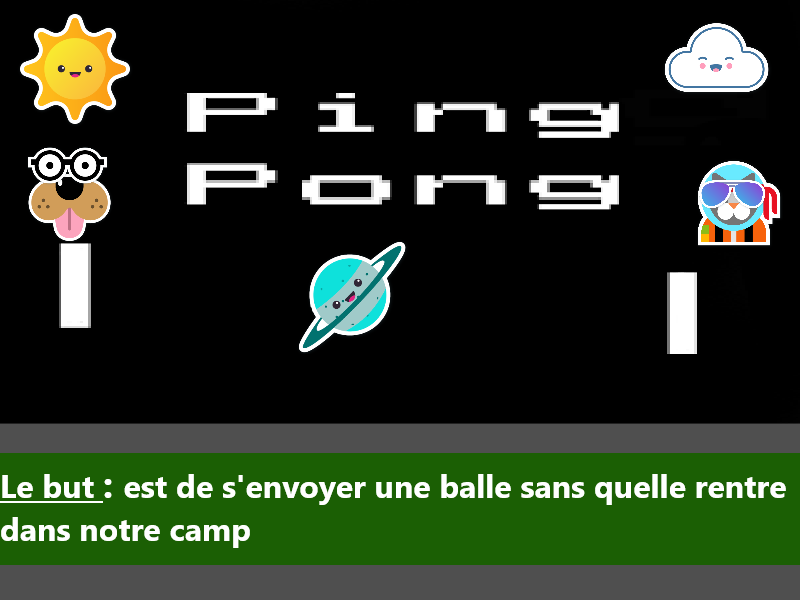 Ping
Pong
Le but : est de s'envoyer une balle sans quelle rentre
dans notre camp